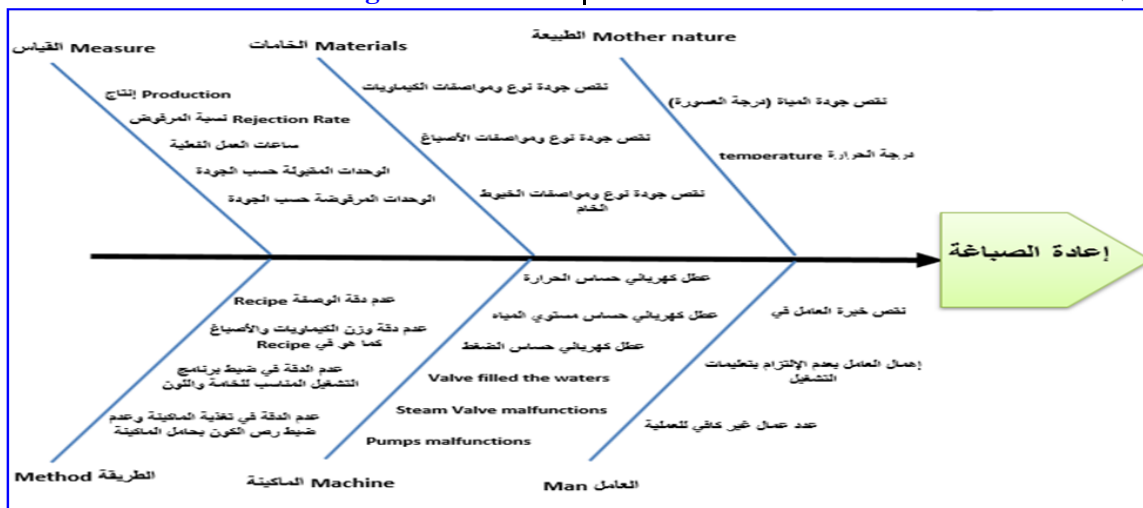 القياس Measure
الخامات Materials
الطبيعة Mother nature
إنتاج Production
نسبة المرفوض Rejection Rate
ساعات العمل الفعلية
الوحدات المقبولة حسب الجودة
الوحدات المرفوضة حسب الجودة
نقص جودة نوع ومواصفات الكيماويات
نقص جودة نوع ومواصفات الأصباغ
نقص جودة نوع ومواصفات الخيوط
الخام
نقص جودة المياة (درجة العسورة)
درجة الحرارة temperature
إعادة الصباغة
عدم دقة الوصفة Recipe
عدم دقة وزن الكيماويات والأصباغ
كما هو في Recipe
عدم الدقة في ضبط برنامج
التشغيل المناسب للخامة واللون
عدم الدقة في تغذية الماكينة وعدم
ضبط رص الكون بحامل الماكينة
عطل كهربائي حساس الحرارة
عطل كهربائي حساس مستوي المياه
عطل كهربائي حساس الضغط
Valve filled the waters
Steam Valve malfunctions
Pumps malfunctions
نقص خبرة العامل في
إهمال العامل بعدم الإلتزام بتعليمات
التشغيل
عدد عمال غير كافي للعملية
الطريقة Method
الماكينة Machine
العامل Man